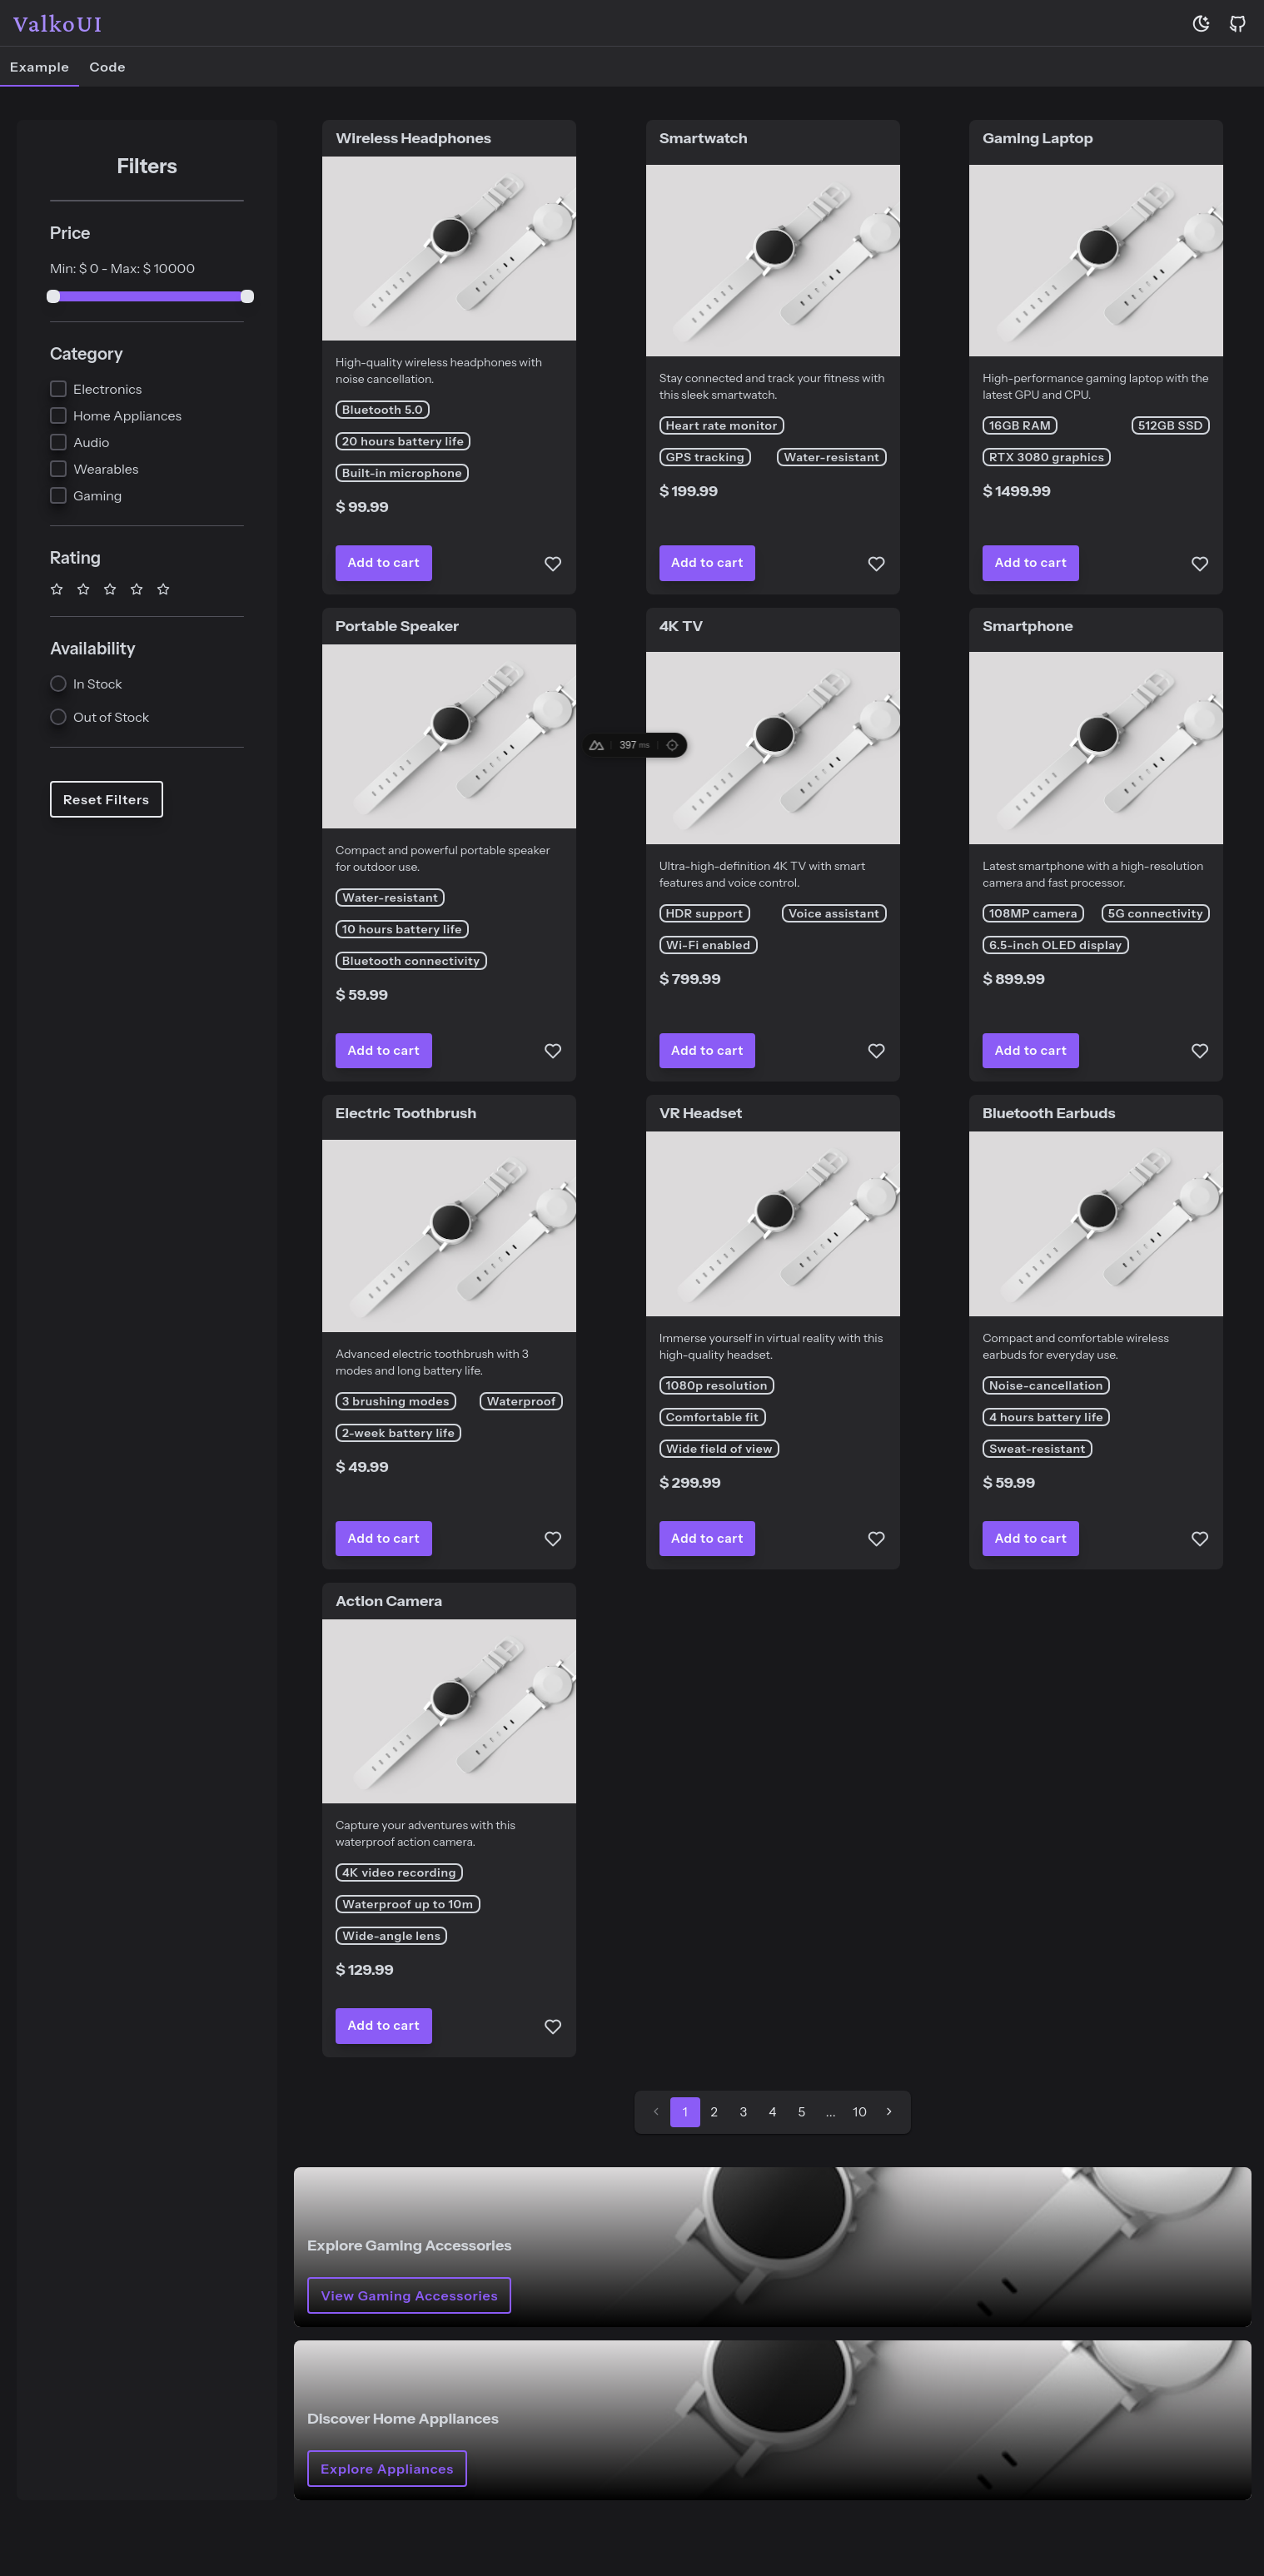 ValkoUI
Example Code
Filters
Price
Min: $ 0 - Max: $ 10000
Category
Electronics
Home Appliances
Audio
Wearables
Gaming
Rating
Availability
In Stock
Out of Stock
Reset Filters
Wireless Headphones
High-quality wireless headphones with
noise cancellation.
Bluetooth 5.0
20 hours battery life
Built-in microphone
$ 99.99
Add to cart
Smartwatch
Stay connected and track your fitness with
this sleek smartwatch.
Heart rate monitor
GPS tracking Water-resistant
$ 199.99
Add to cart
Gaming Laptop
High-performance gaming laptop with the
latest GPU and CPU.
16GB RAM 512GB SSD
RTX 3080 graphics
$ 1499.99
Add to cart
Portable Speaker
Compact and powerful portable speaker
for outdoor use.
Water-resistant
10 hours battery life
Bluetooth connectivity
$ 59.99
Add to cart
397 ms
4K TV
Ultra-high-definition 4K TV with smart
features and voice control.
HDR support Voice assistant
Wi-Fi enabled
$ 799.99
Add to cart
Smartphone
Latest smartphone with a high-resolution
camera and fast processor.
108MP camera 5G connectivity
6.5-inch OLED display
$ 899.99
Add to cart
Electric Toothbrush
Advanced electric toothbrush with 3
modes and long battery life.
3 brushing modes Waterproof
2-week battery life
$ 49.99
Add to cart
VR Headset
Immerse yourself in virtual reality with this
high-quality headset.
1080p resolution
Comfortable fit
Wide field of view
$ 299.99
Add to cart
Bluetooth Earbuds
Compact and comfortable wireless
earbuds for everyday use.
Noise-cancellation
4 hours battery life
Sweat-resistant
$ 59.99
Add to cart
Action Camera
Capture your adventures with this
waterproof action camera.
4K video recording
Waterproof up to 10m
Wide-angle lens
$ 129.99
Add to cart
1 2 3 4 5 ... 10
Explore Gaming Accessories
View Gaming Accessories
Discover Home Appliances
Explore Appliances